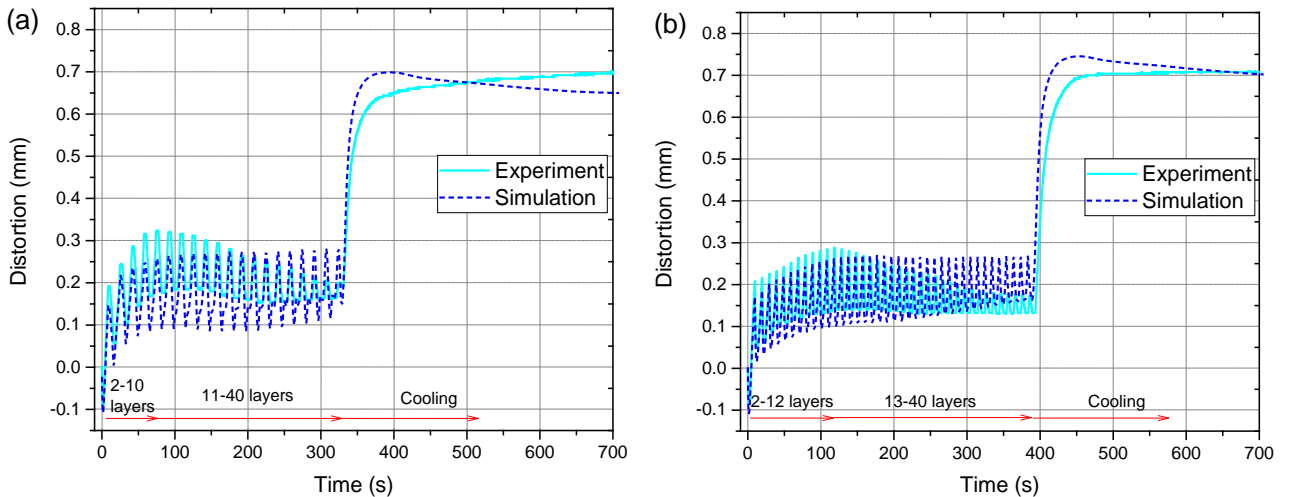 (a)
0.8
0.7
0.6
0.5
0.4
0.3
0.2
0.1
0.0
-0.1
Distortion (mm)
Experiment
Simulation
2-10
layers
11-40 layers
Cooling
0 100 200 300 400 500 600 700
Time (s)
(b)
0.8
0.7
0.6
0.5
0.4
0.3
0.2
0.1
0.0
-0.1
Distortion (mm)
Experiment
Simulation
2-12 layers
13-40 layers
Cooling
0 100 200 300 400 500 600 700
Time (s)